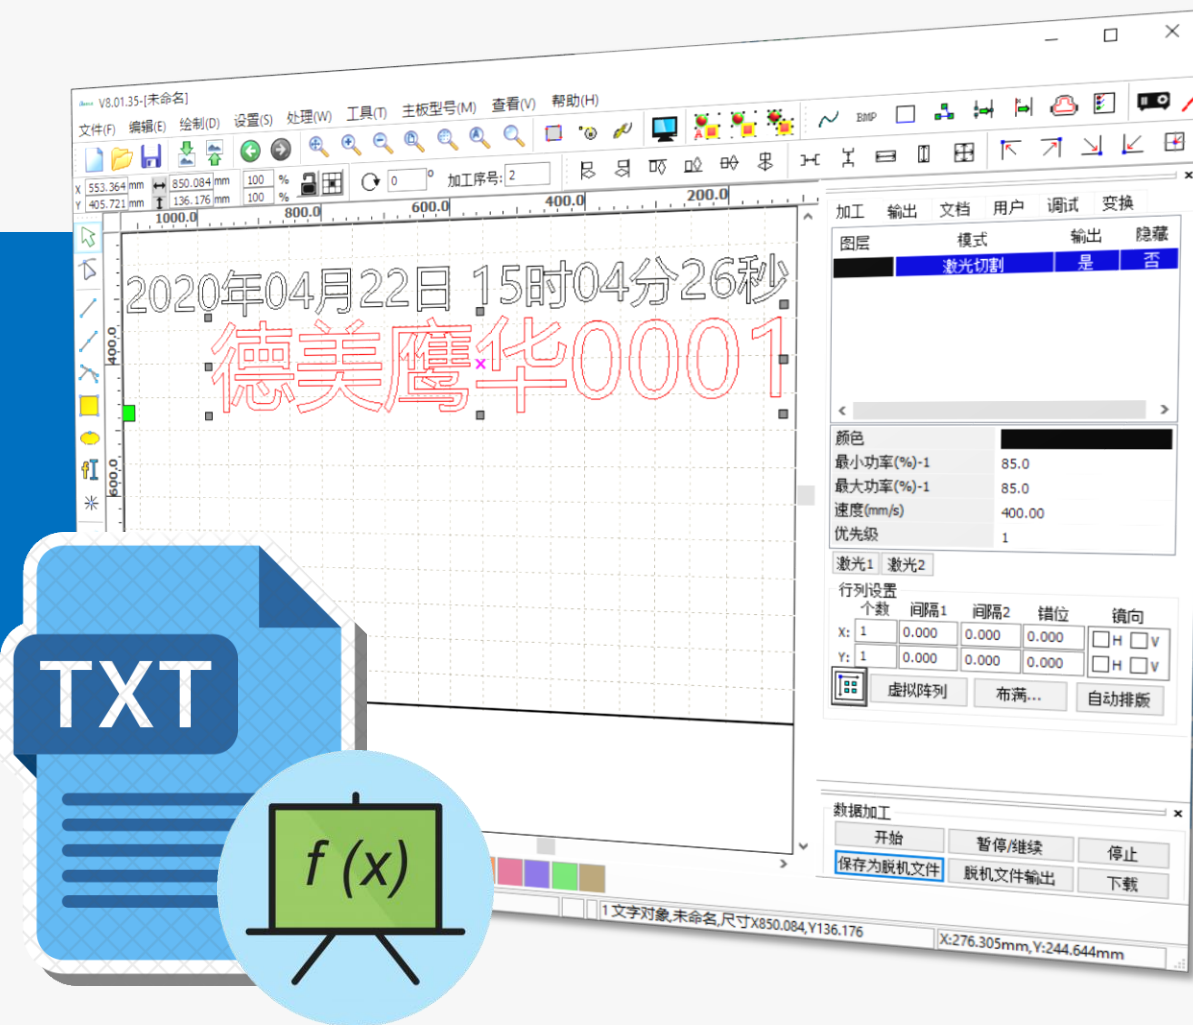 V8.01.35-[未命名]
文件(F) 编辑(E) 绘制(D) 设置(S) 处理(W) 工具(T) 主板型号(M) 查看(V) 帮助(H)
BMP
X 553.364 mm 850.084 mm 100 %
Y 405.721 mm 136.176 mm 100 %
0 °
加工序号: 2
1000.0 800.0 600.0 400.0 200.0
400.0
600.0
2020年04月22日 15时04分26秒
德美鹰华0001
加工 输出 文档 用户 调试 变换
图层 模式 输出 隐藏
激光切割 是 否
颜色
最小功率(%)-1 85.0
最大功率(%)-1 85.0
速度(mm/s) 400.00
优先级 1
激光1 激光2
行列设置
个数 间隔1 间隔2 错位 镜向
X: 1 0.000 0.000 0.000 H V
Y: 1 0.000 0.000 0.000 H V
虚拟阵列 布满... 自动排版
数据加工
开始 暂停/继续 停止
保存为脱机文件 脱机文件输出 下载
1 文字对象,未命名,尺寸X850.084,Y136.176
X:276.305mm,Y:244.644mm
TXT
f (x)